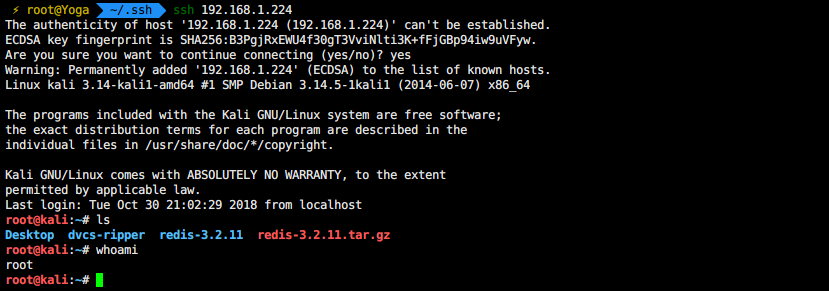 ⚡ root@Yoga ~/.ssh ssh 192.168.1.224
The authenticity of host '192.168.1.224 (192.168.1.224)' can't be established.
ECDSA key fingerprint is SHA256:B3PgjRxEWU4f30gT3VviNlti3K+fFjGBp94iw9uVFyw.
Are you sure you want to continue connecting (yes/no)? yes
Warning: Permanently added '192.168.1.224' (ECDSA) to the list of known hosts.
Linux kali 3.14-kali1-amd64 #1 SMP Debian 3.14.5-1kali1 (2014-06-07) x86_64
The programs included with the Kali GNU/Linux system are free software;
the exact distribution terms for each program are described in the
individual files in /usr/share/doc/*/copyright.
Kali GNU/Linux comes with ABSOLUTELY NO WARRANTY, to the extent
permitted by applicable law.
Last login: Tue Oct 30 21:02:29 2018 from localhost
root@kali:~# ls
Desktop dvcs-ripper redis-3.2.11 redis-3.2.11.tar.gz
root@kali:~# whoami
root
root@kali:~#